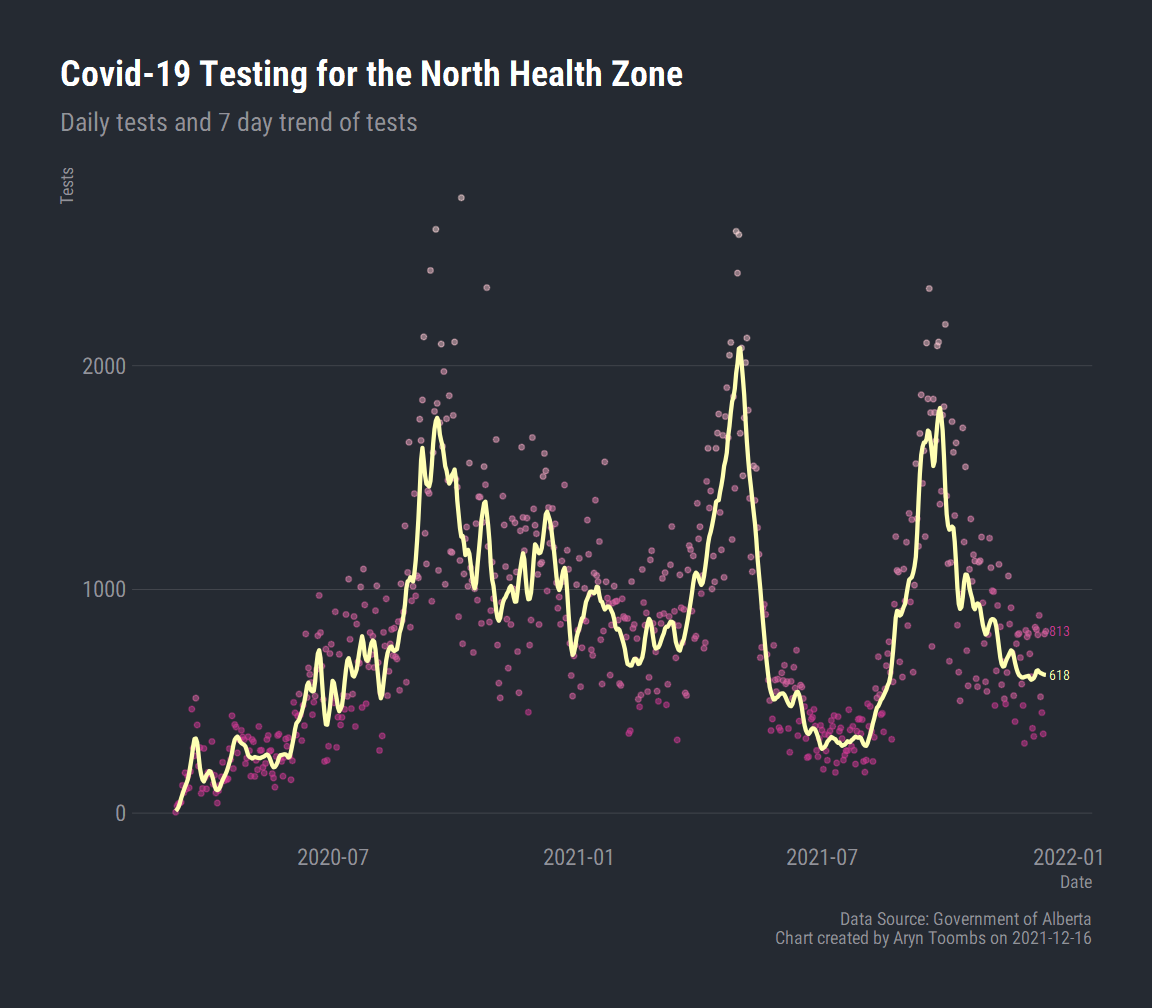 Covid-19 Testing for the North Health Zone
Daily tests and 7 day trend of tests
Tests
2000
1000
0
813
618
2020-07 2021-01 2021-07 2022-01
Date
Data Source: Government of Alberta
Chart created by Aryn Toombs on 2021-12-16